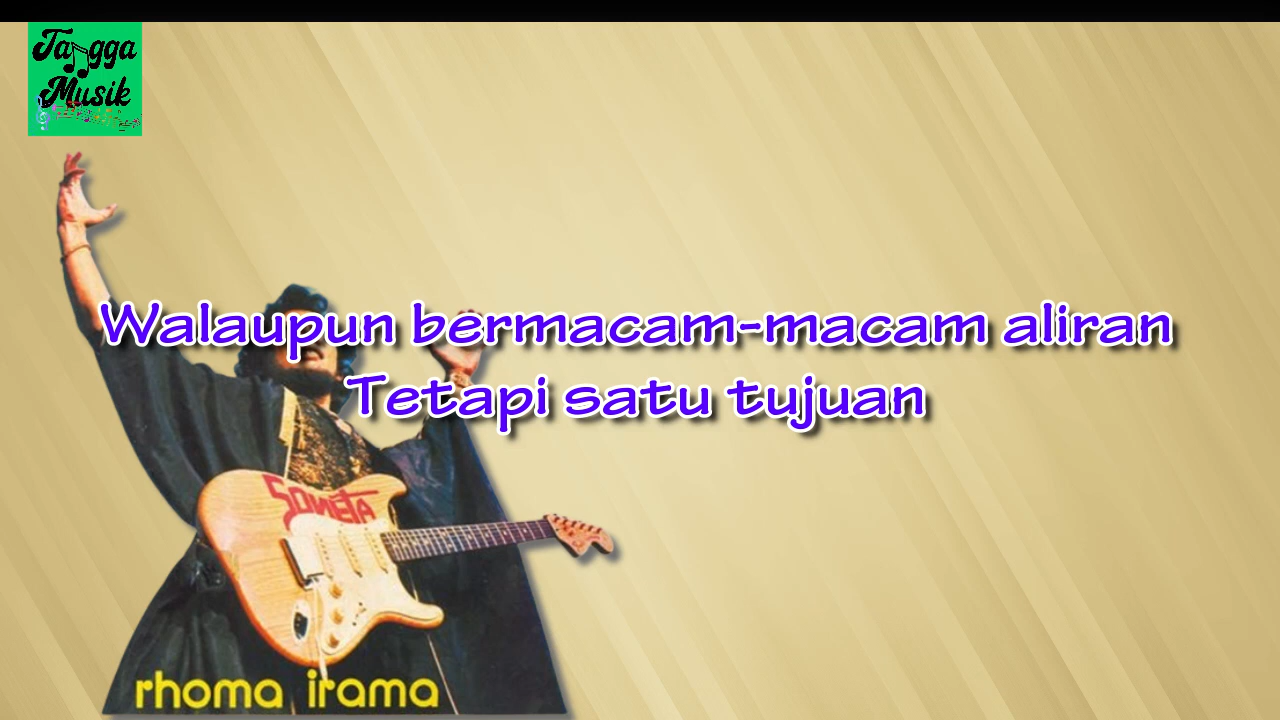 Tangga
Musik
Walaupun bermacam-macam aliran
Tetapi satu tujuan
SONETA
rhoma irama